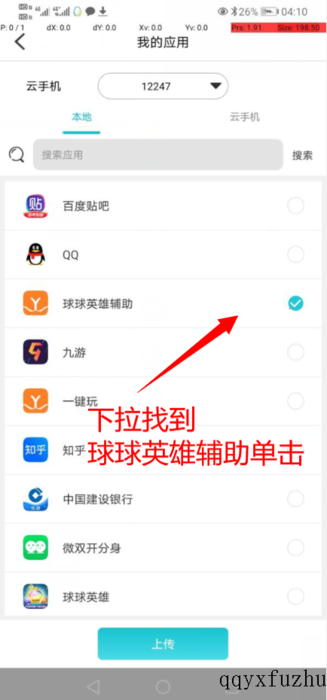 26% 04:10
P: 0 / 1 dX: 0.0 dY: 0.0 Xv: 0.0 Yv: 0.0 Prs: 1.91 Size: 198.50
我的应用
云手机 12247
本地 云手机
搜索应用 搜索
百度贴吧
QQ
球球英雄辅助
九游
一键玩
下拉找到
知乎 知乎
球球英雄辅助单击
中国建设银行
微双开分身
球球英雄
上传
qqyxfuzhu